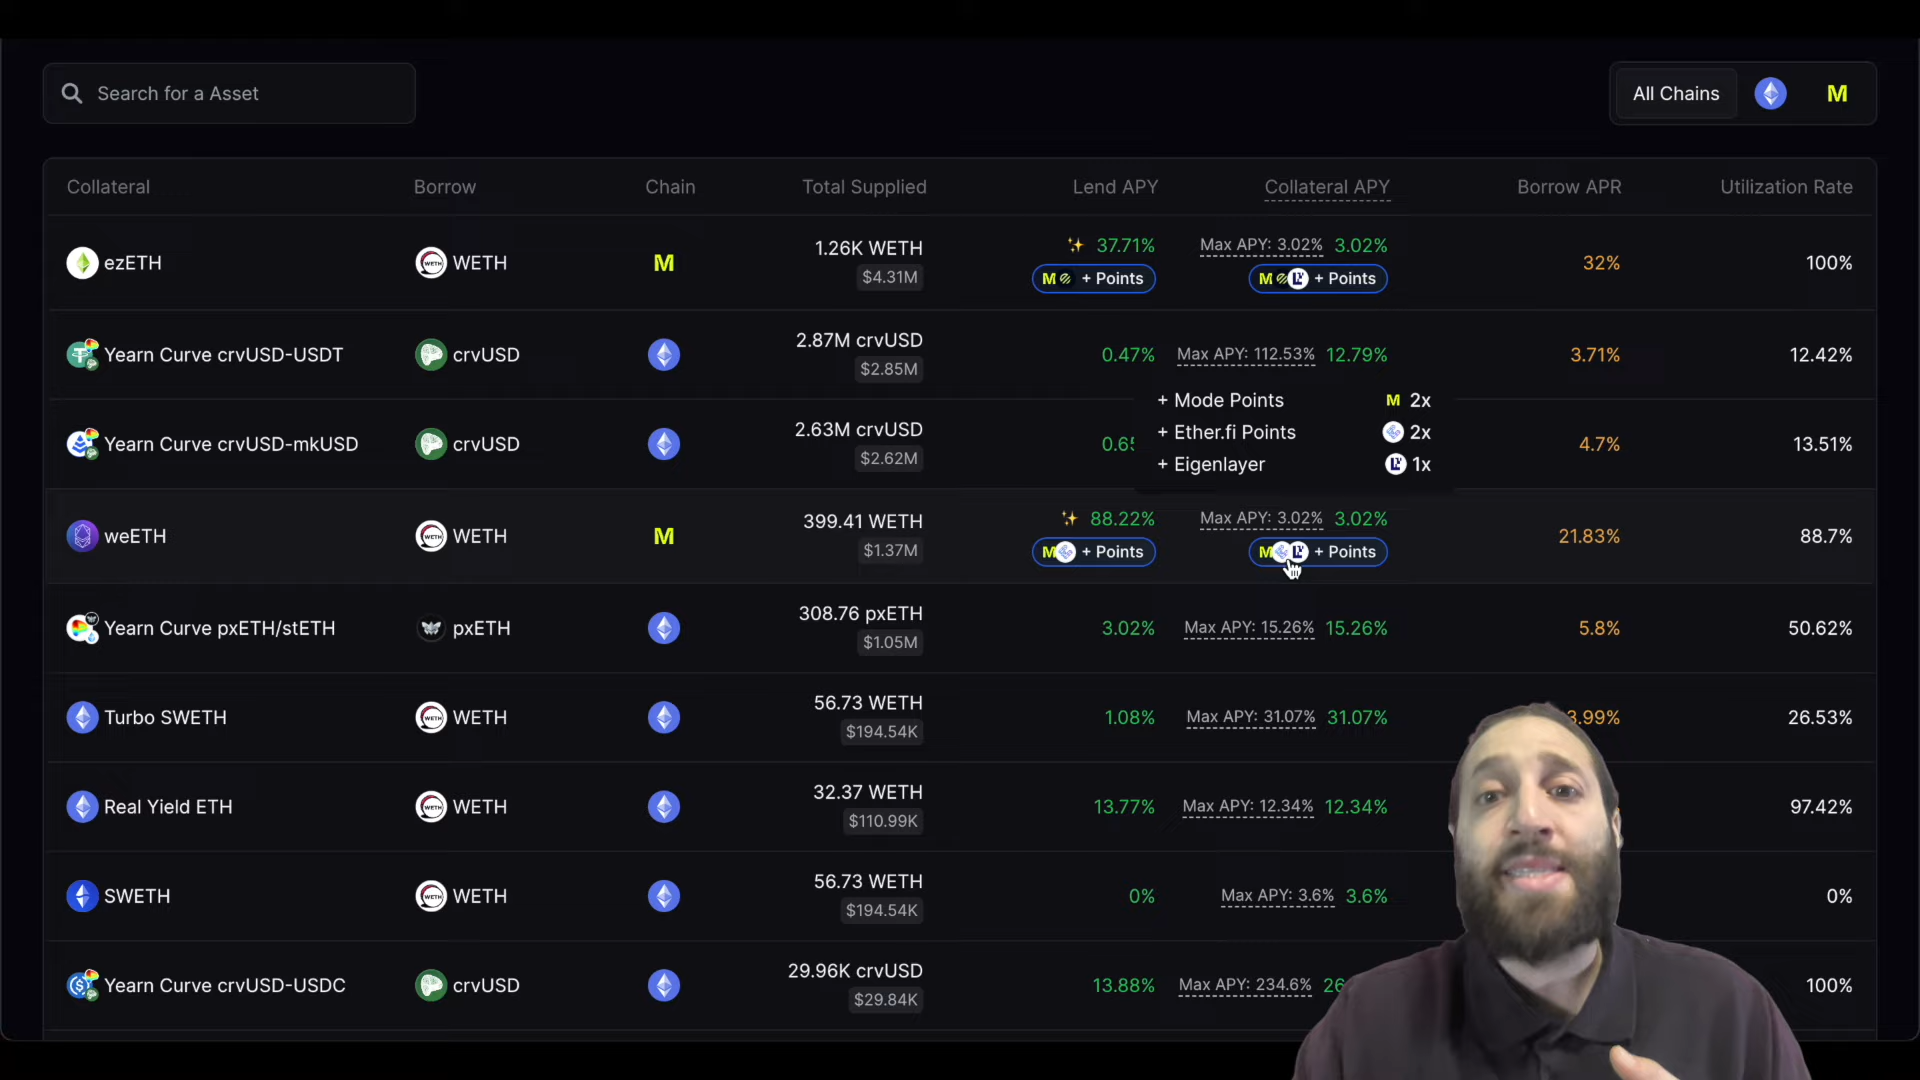 Search for a Asset
All Chains
M
Collateral Borrow Chain Total Supplied Lend APY Collateral APY Borrow APR Utilization Rate
ezETH WETH M 1.26K WETH $4.31M 37.71% M + Points Max APY: 3.02% 3.02% M + Points 32% 100%
Yearn Curve crvUSD-USDT crvUSD 2.87M crvUSD $2.85M 0.47% Max APY: 112.53% 12.79% 3.71% 12.42%
+ Mode Points M 2x
+ Ether.fi Points 2x
+ Eigenlayer 1x
Yearn Curve crvUSD-mkUSD crvUSD 2.63M crvUSD $2.62M 0.6 4.7% 13.51%
weETH WETH M 399.41 WETH $1.37M 88.22% M + Points Max APY: 3.02% 3.02% M + Points 21.83% 88.7%
Yearn Curve pxETH/stETH pxETH 308.76 pxETH $1.05M 3.02% Max APY: 15.26% 15.26% 5.8% 50.62%
Turbo SWETH WETH 56.73 WETH $194.54K 1.08% Max APY: 31.07% 31.07% 3.99% 26.53%
Real Yield ETH WETH 32.37 WETH $110.99K 13.77% Max APY: 12.34% 12.34% 97.42%
SWETH WETH 56.73 WETH $194.54K 0% Max APY: 3.6% 3.6% 0%
Yearn Curve crvUSD-USDC crvUSD 29.96K crvUSD $29.84K 13.88% Max APY: 234.6% 26 100%